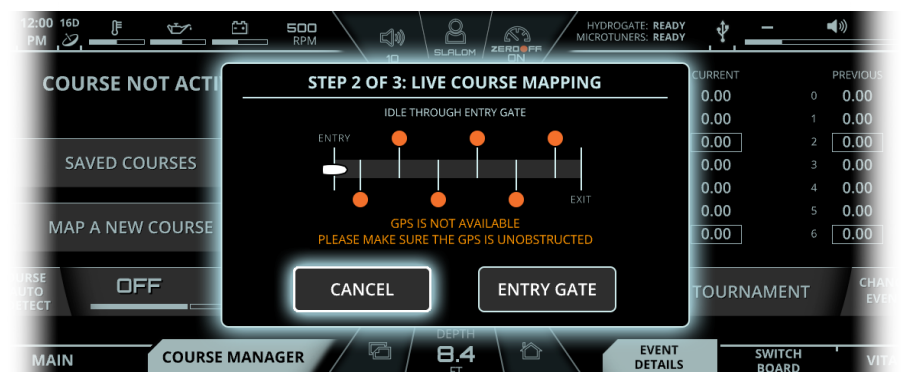 12:00 16D
PM
500
RPM
10
SLALOM
ZEROOFF
ON
HYDROGATE: READY
MICROTUNERS: READY
COURSE NOT ACTI
SAVED COURSES
MAP A NEW COURSE
OFF
STEP 2 OF 3: LIVE COURSE MAPPING
IDLE THROUGH ENTRY GATE
ENTRY
EXIT
GPS IS NOT AVAILABLE
PLEASE MAKE SURE THE GPS IS UNOBSTRUCTED
CANCEL
ENTRY GATE
CURRENT PREVIOUS
0.00 0 0.00
0.00 1 0.00
0.00 2 0.00
0.00 3 0.00
0.00 4 0.00
0.00 5 0.00
0.00 6 0.00
TOURNAMENT
CHAN
EVE
DEPTH
8.4
FT
MAIN
COURSE MANAGER
EVENT
DETAILS
SWITCH
BOARD
VITA